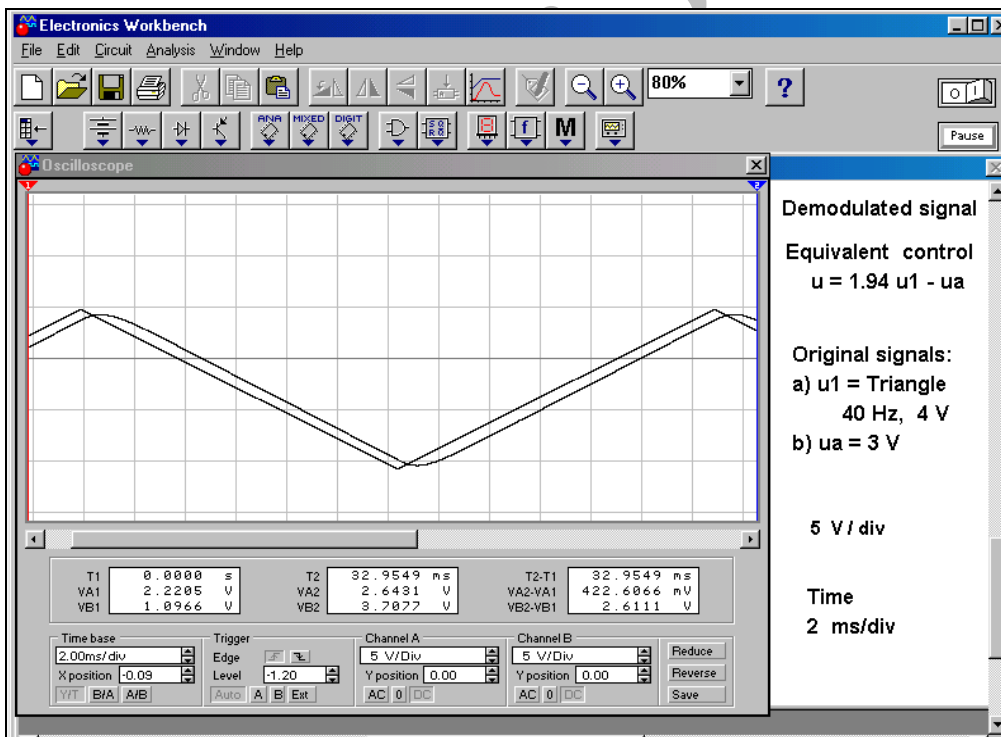 Electronics Workbench
File Edit Circuit Analysis Window Help
80% ?
ANA MIXED DIGIT
f M
Pause
Oscilloscope
1 2
Demodulated signal
Equivalent control
u = 1.94 u1 - ua
Original signals:
a) u1 = Triangle
40 Hz, 4 V
b) ua = 3 V
5 V / div
Time
2 ms/div
T1 0.0000 s T2 32.9549 ms T2-T1 32.9549 ms
VA1 2.2205 V VA2 2.6431 V VA2-VA1 422.6066 mV
VB1 1.0966 V VB2 3.7077 V VB2-VB1 2.6111 V
Time base Trigger Channel A Channel B
2.00ms/div Edge 5 V/Div 5 V/Div Reduce
X position -0.09 Level -1.20 Y position 0.00 Y position 0.00 Reverse
Y/T B/A A/B Auto A B Ext AC 0 DC AC 0 DC Save